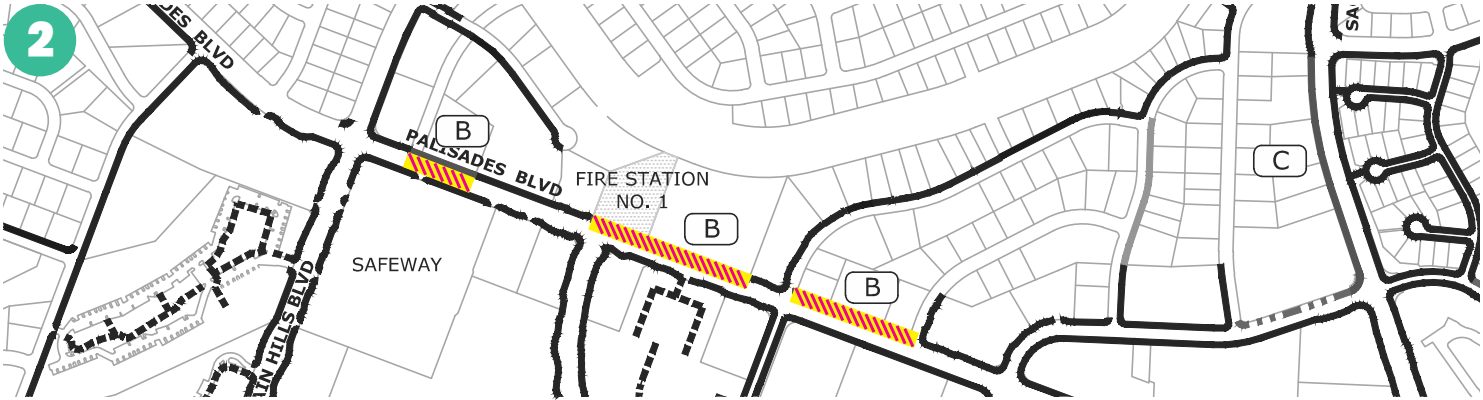 2
DES BLVD
SA
B
PALISADES BLVD
C
FIRE STATION
NO. 1
B
SAFEWAY
B
AIN HILLS BLVD